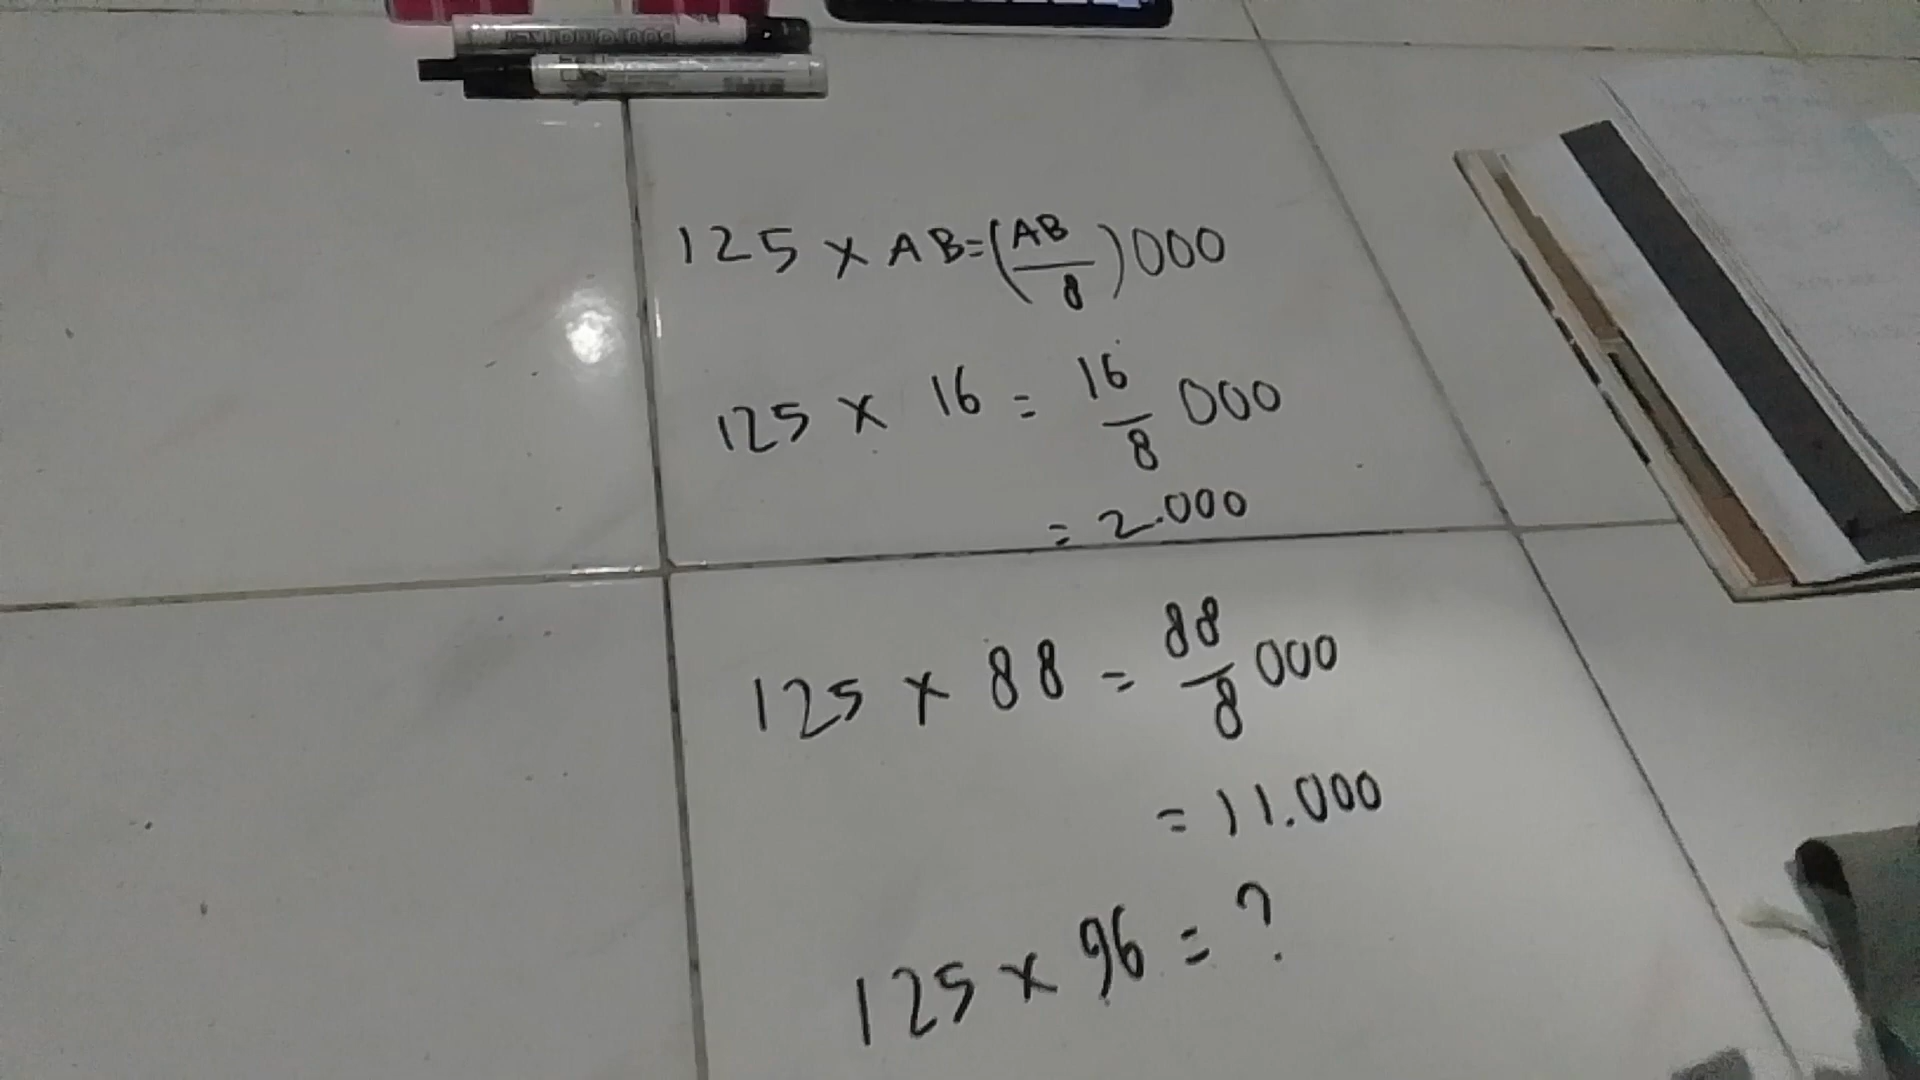 125 x AB = (AB/8)000
125 x 16 = 16/8 000
= 2.000
125 x 88 = 88/8 000
= 11.000
125 x 96 = ?